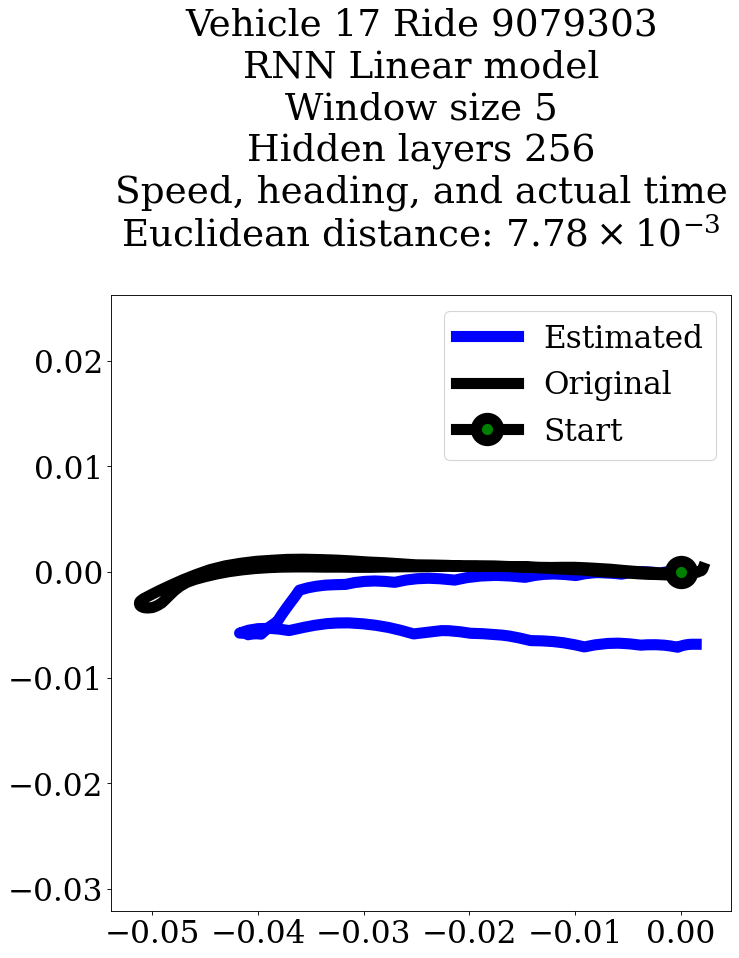 Vehicle 17 Ride 9079303
RNN Linear model
Window size 5
Hidden layers 256
Speed, heading, and actual time
Euclidean distance: 7.78 × 10⁻³
Estimated
Original
Start
0.02
0.01
0.00
−0.01
−0.02
−0.03
−0.05 −0.04 −0.03 −0.02 −0.01 0.00